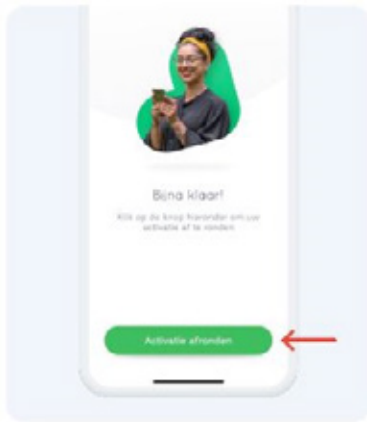 Bijna klaar!
Klik op de knop hieronder om uw
activatie af te ronden
Activatie afronden